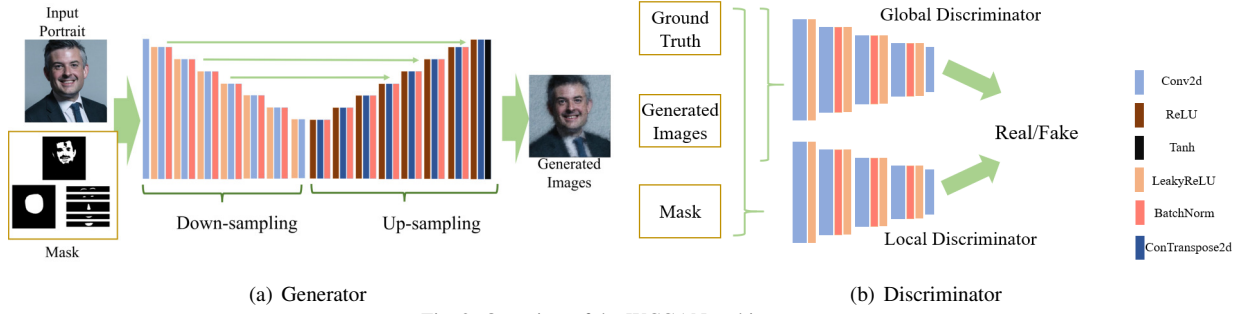 Input
Portrait
Mask
Down-sampling
Up-sampling
Generated
Images
(a) Generator
Ground
Truth
Generated
Images
Mask
Global Discriminator
Local Discriminator
Real/Fake
Conv2d
ReLU
Tanh
LeakyReLU
BatchNorm
ConTranspose2d
(b) Discriminator